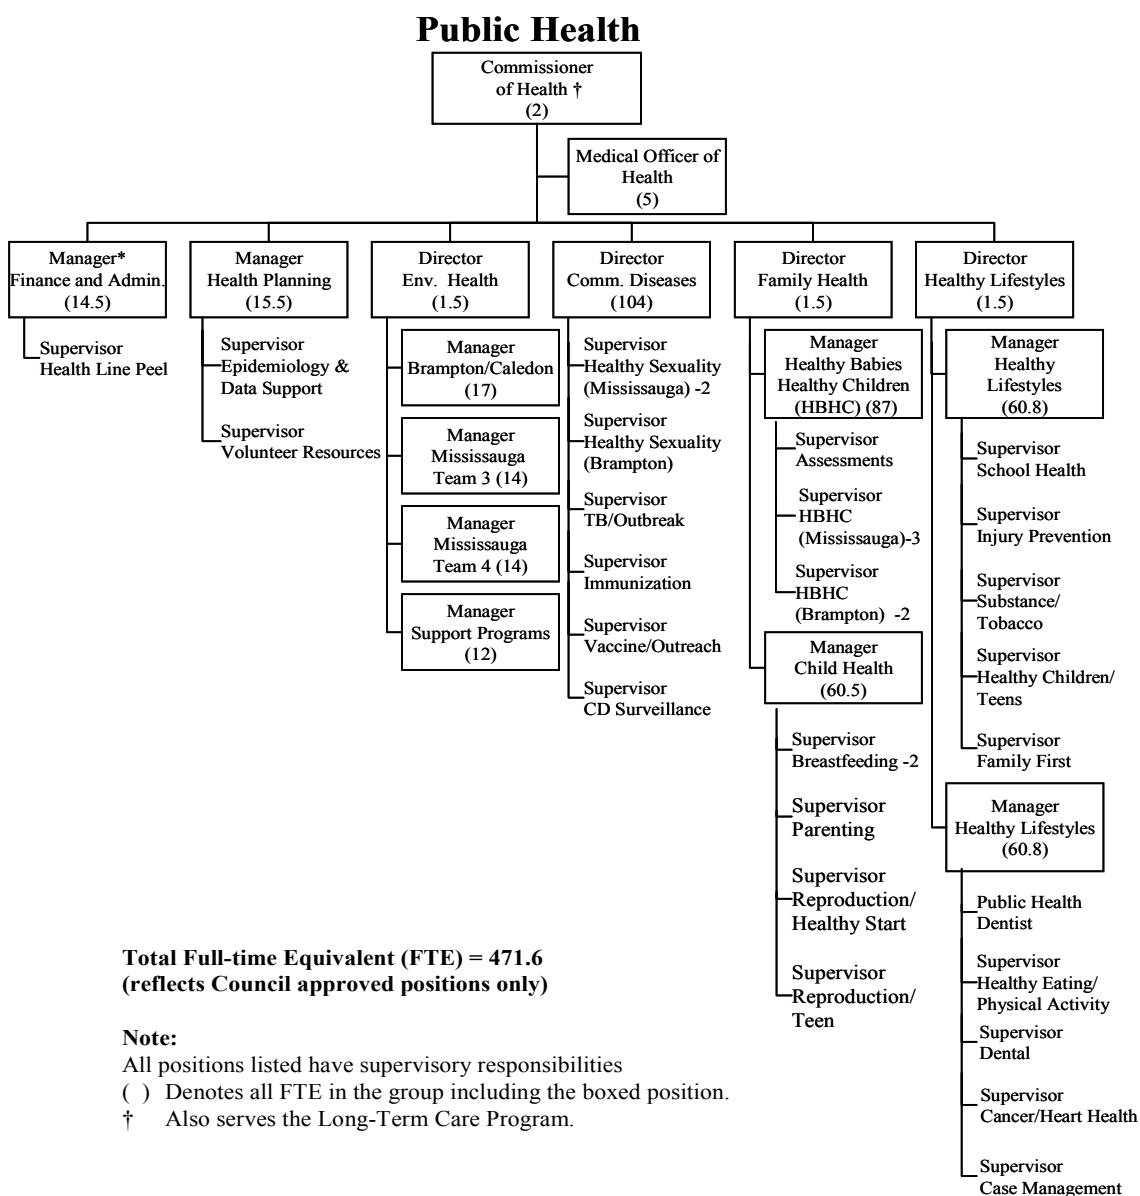 Public Health
Commissioner
of Health †
(2)
Medical Officer of
Health
(5)
Manager*
Finance and Admin.
(14.5)
Supervisor
Health Line Peel
Manager
Health Planning
(15.5)
Supervisor
Epidemiology &
Data Support
Supervisor
Volunteer Resources
Director
Env. Health
(1.5)
Manager
Brampton/Caledon
(17)
Manager
Mississauga
Team 3 (14)
Manager
Mississauga
Team 4 (14)
Manager
Support Programs
(12)
Director
Comm. Diseases
(104)
Supervisor
Healthy Sexuality
(Mississauga) -2
Supervisor
Healthy Sexuality
(Brampton)
Supervisor
TB/Outbreak
Supervisor
Immunization
Supervisor
Vaccine/Outreach
Supervisor
CD Surveillance
Director
Family Health
(1.5)
Manager
Healthy Babies
Healthy Children
(HBHC) (87)
Supervisor
Assessments
Supervisor
HBHC
(Mississauga)-3
Supervisor
HBHC
(Brampton) -2
Manager
Child Health
(60.5)
Supervisor
Breastfeeding -2
Supervisor
Parenting
Supervisor
Reproduction/
Healthy Start
Supervisor
Reproduction/
Teen
Director
Healthy Lifestyles
(1.5)
Manager
Healthy
Lifestyles
(60.8)
Supervisor
School Health
Supervisor
Injury Prevention
Supervisor
Substance/
Tobacco
Supervisor
Healthy Children/
Teens
Supervisor
Family First
Manager
Healthy Lifestyles
(60.8)
Public Health
Dentist
Supervisor
Healthy Eating/
Physical Activity
Supervisor
Dental
Supervisor
Cancer/Heart Health
Supervisor
Case Management
Total Full-time Equivalent (FTE) = 471.6
(reflects Council approved positions only)
Note:
All positions listed have supervisory responsibilities
( ) Denotes all FTE in the group including the boxed position.
† Also serves the Long-Term Care Program.